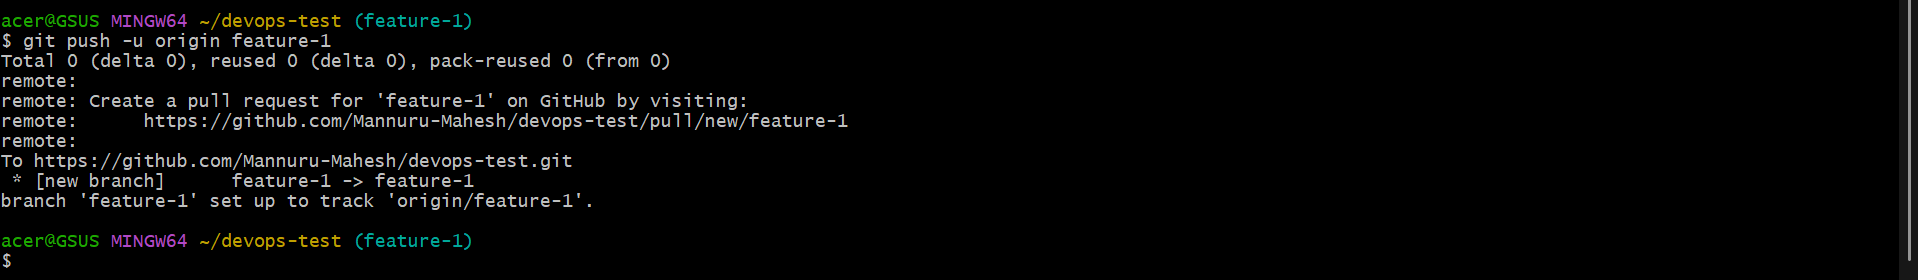 acer@GSUS MINGW64 ~/devops-test (feature-1)
$ git push -u origin feature-1
Total 0 (delta 0), reused 0 (delta 0), pack-reused 0 (from 0)
remote:
remote: Create a pull request for 'feature-1' on GitHub by visiting:
remote:      https://github.com/Mannuru-Mahesh/devops-test/pull/new/feature-1
remote:
To https://github.com/Mannuru-Mahesh/devops-test.git
 * [new branch]      feature-1 -> feature-1
branch 'feature-1' set up to track 'origin/feature-1'.
acer@GSUS MINGW64 ~/devops-test (feature-1)
$